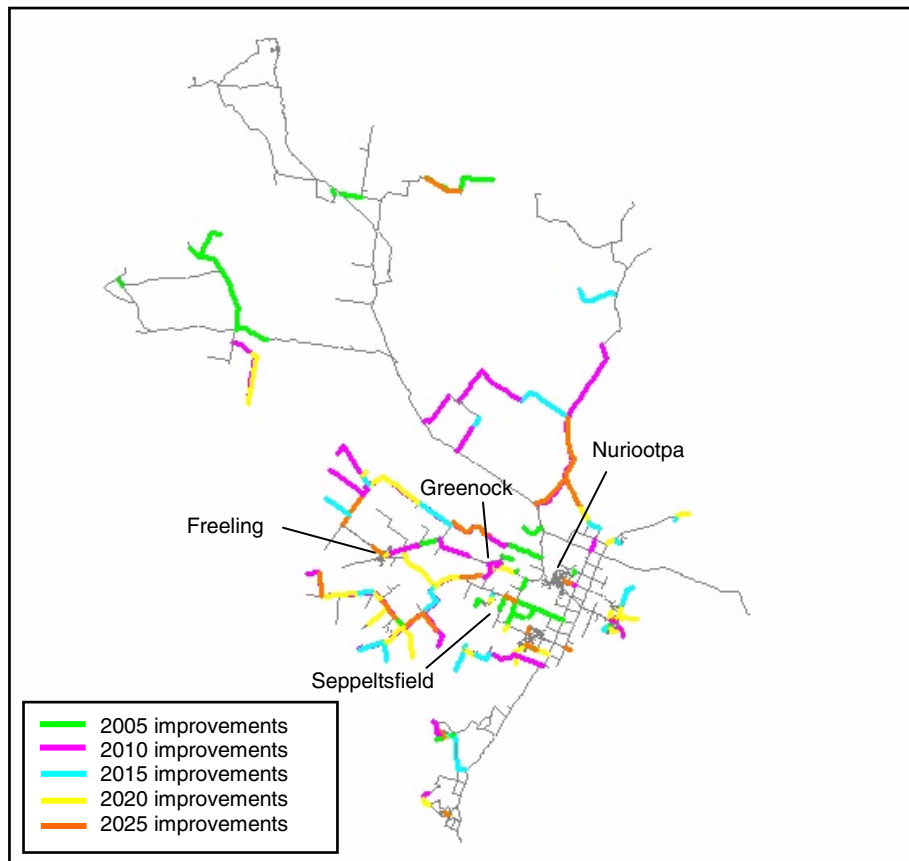 Nuriootpa
Greenock
Freeling
Seppeltsfield
2005 improvements
2010 improvements
2015 improvements
2020 improvements
2025 improvements